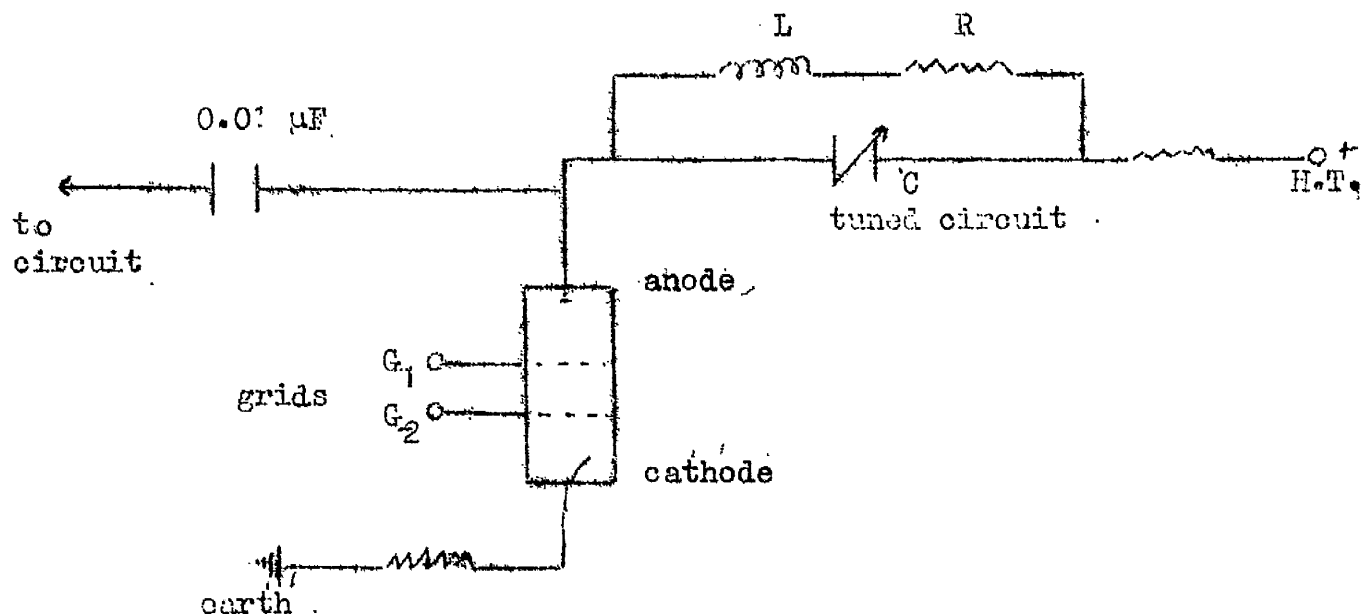 L R
0.01 µF
C
+
H.T.
to
circuit
tuned circuit
anode
G1
grids
G2
cathode
earth